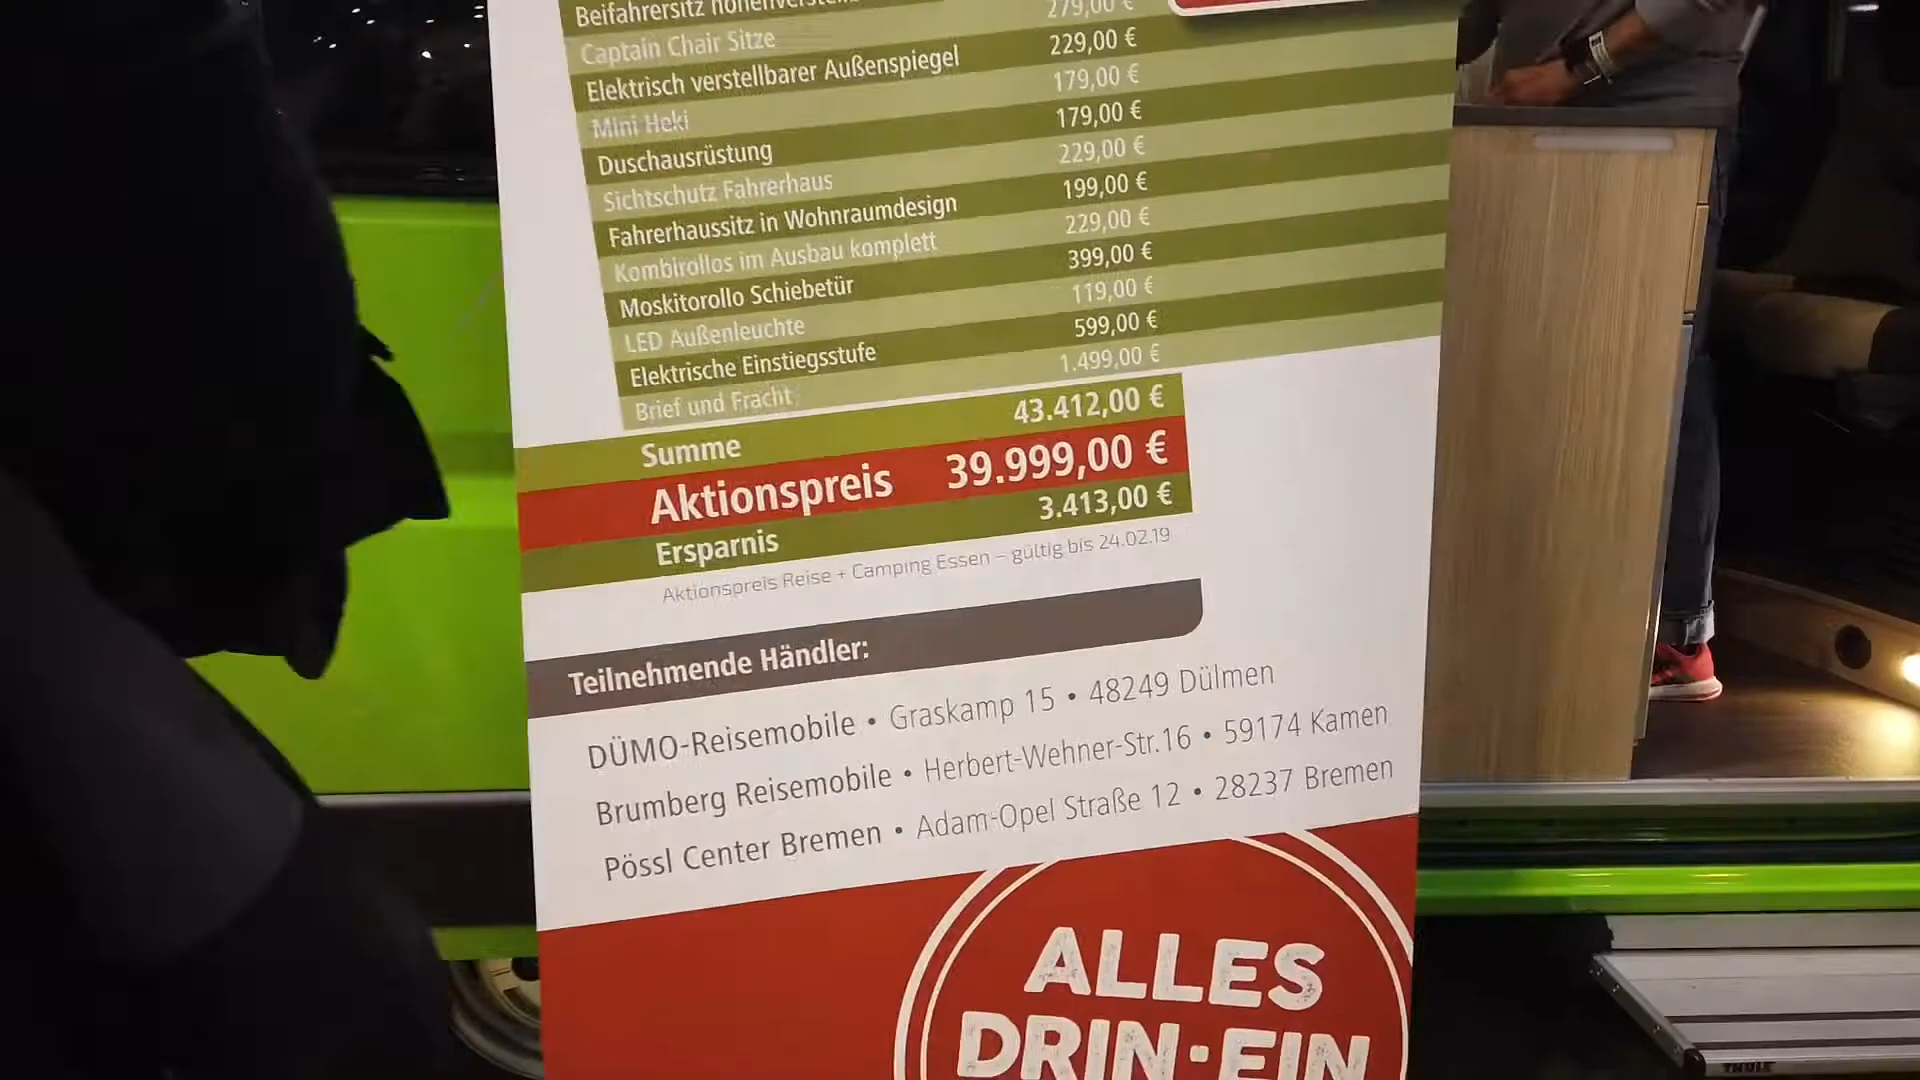 Beifahrersitz
Captain Chair Sitze 279,00 €
Elektrisch verstellbarer Außenspiegel 229,00 €
Mini Heki 179,00 €
Duschausrüstung 179,00 €
Sichtschutz Fahrerhaus 229,00 €
Fahrerhaussitz in Wohnraumdesign 199,00 €
Kombirollos im Ausbau komplett 229,00 €
Moskitorollo Schiebetür 399,00 €
LED Außenleuchte 119,00 €
Elektrische Einstiegsstufe 599,00 €
Brief und Fracht 1.499,00 €
Summe 43.412,00 €
Aktionspreis 39.999,00 €
Ersparnis 3.413,00 €
Aktionspreis Reise + Camping Essen – gültig bis 24.02.19
Teilnehmende Händler:
DÜMO-Reisemobile • Graskamp 15 • 48249 Dülmen
Brumberg Reisemobile • Herbert-Wehner-Str.16 • 59174 Kamen
Pössl Center Bremen • Adam-Opel Straße 12 • 28237 Bremen
ALLES
DRIN•EIN
THULE